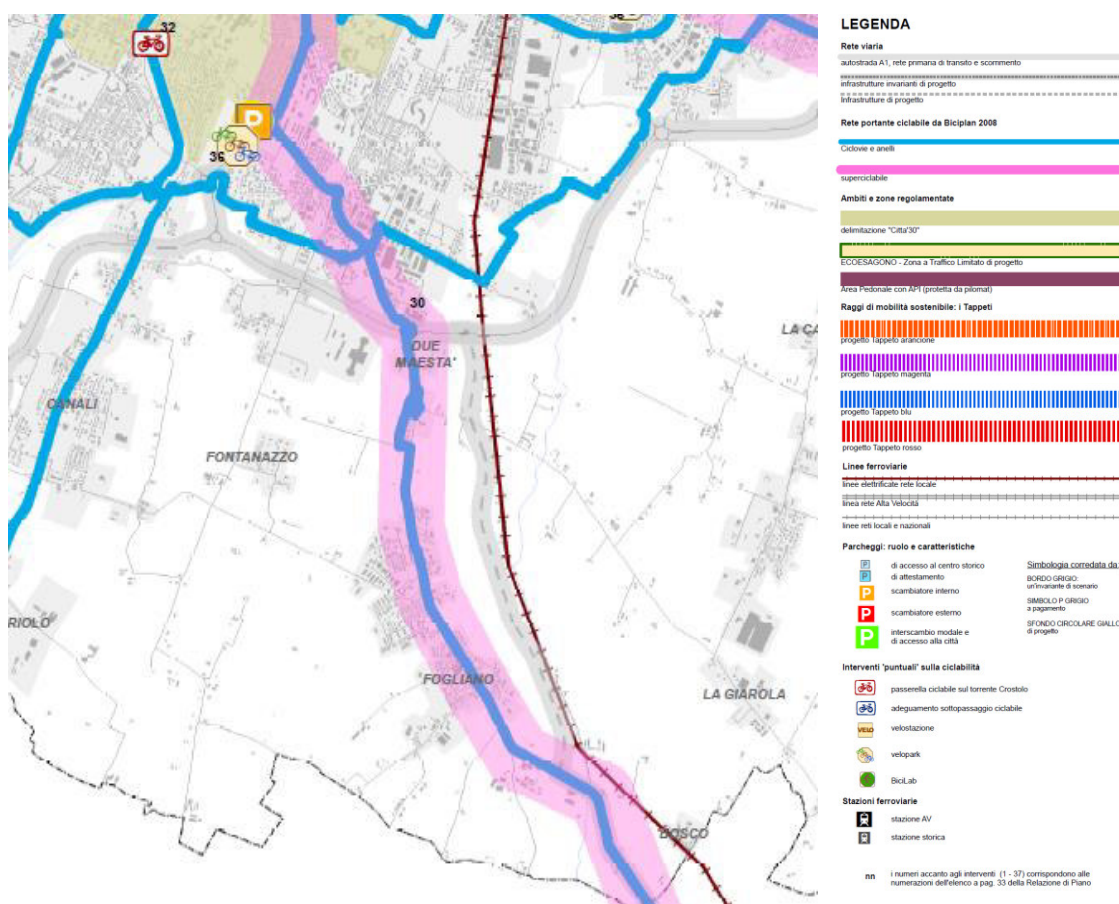 32
P
36
30
DUE
MAESTA'
LA CA
CANALI
FONTANAZZO
RIOLO
FOGLIANO
LA GIAROLA
BOSCO
LEGENDA
Rete viaria
autostrada A1, rete primaria di transito e scorrimento
infrastrutture invarianti di progetto
Infrastrutture di progetto
Rete portante ciclabile da Biciplan 2008
Ciclovie e anelli
superciclabile
Ambiti e zone regolamentate
delimitazione "Citta'30"
ECOESAGONO - Zona a Traffico Limitato di progetto
Area Pedonale con API (protetta da pilomat)
Raggi di mobilità sostenibile: i Tappeti
progetto Tappeto arancione
progetto Tappeto magenta
progetto Tappeto blu
progetto Tappeto rosso
Linee ferroviarie
linee elettrificate rete locale
linea rete Alta Velocità
linee reti locali e nazionali
Parcheggi: ruolo e caratteristiche
P di accesso al centro storico
P di attestamento
P scambiatore interno
P scambiatore esterno
P interscambio modale e
di accesso alla città
Simbologia corredata da:
BORDO GRIGIO:
un'invariante di scenario
SIMBOLO P GRIGIO
a pagamento
SFONDO CIRCOLARE GIALLO
di progetto
Interventi 'puntuali' sulla ciclabilità
passerella ciclabile sul torrente Crostolo
adeguamento sottopassaggio ciclabile
VELO velostazione
velopark
BiciLab
Stazioni ferroviarie
stazione AV
stazione storica
nn i numeri accanto agli interventi (1 - 37) corrispondono alle
numerazioni dell'elenco a pag. 33 della Relazione di Piano